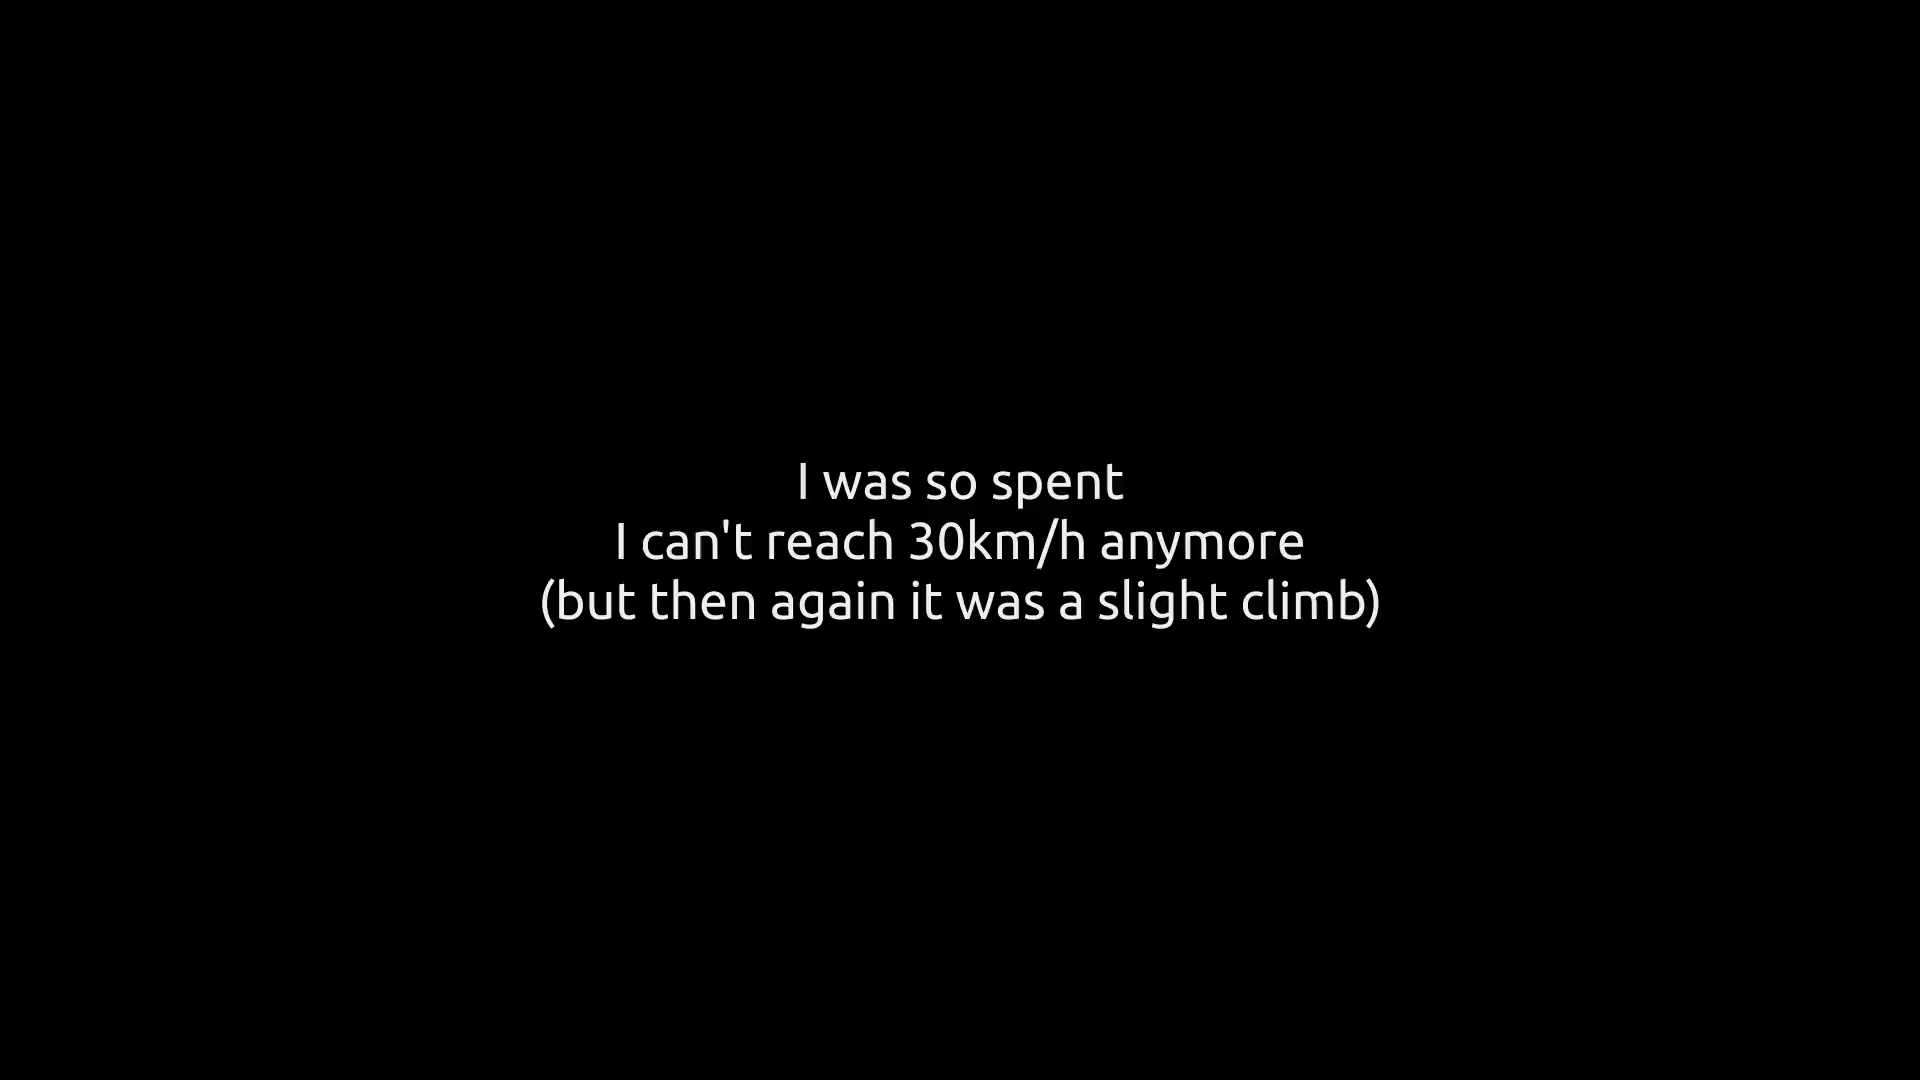 I was so spent
I can't reach 30km/h anymore
(but then again it was a slight climb)